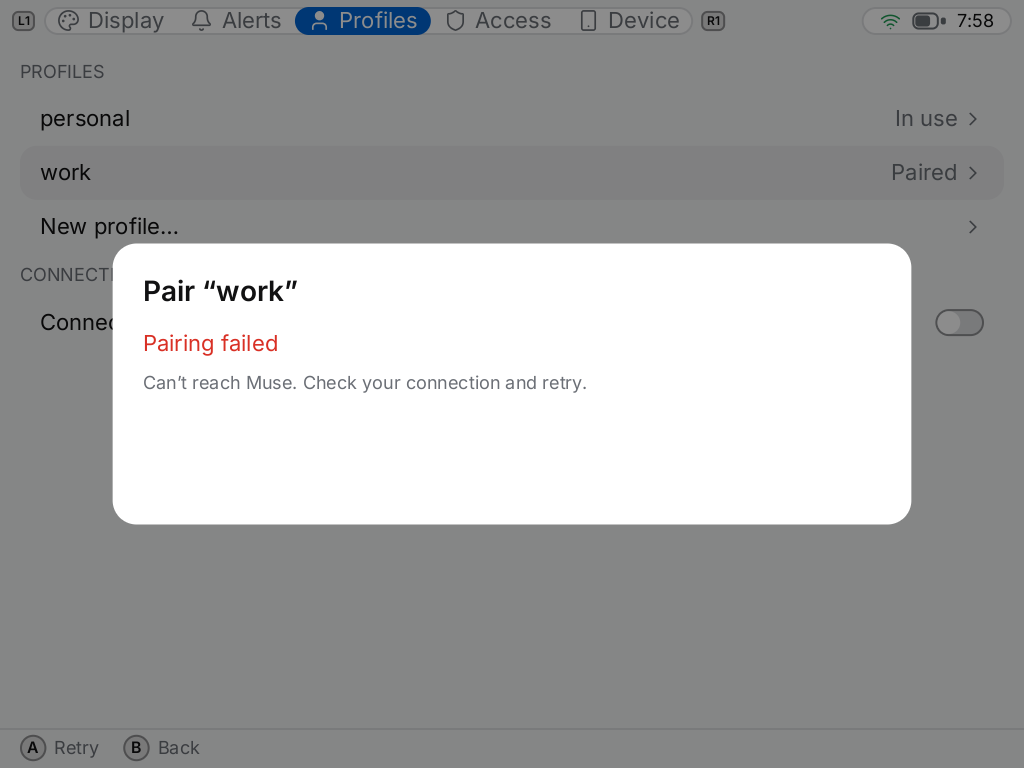 L1 Display Alerts Profiles Access Device R1 7:58
PROFILES
personal In use
work Paired
New profile...
Pair “work”
Pairing failed
Can’t reach Muse. Check your connection and retry.
A Retry B Back